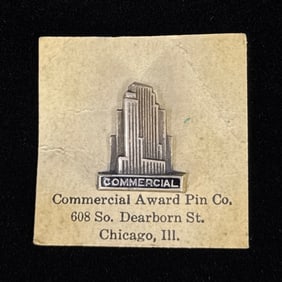 COMMERCIAL
Commercial Award Pin Co.
608 So. Dearborn St.
Chicago, Ill.